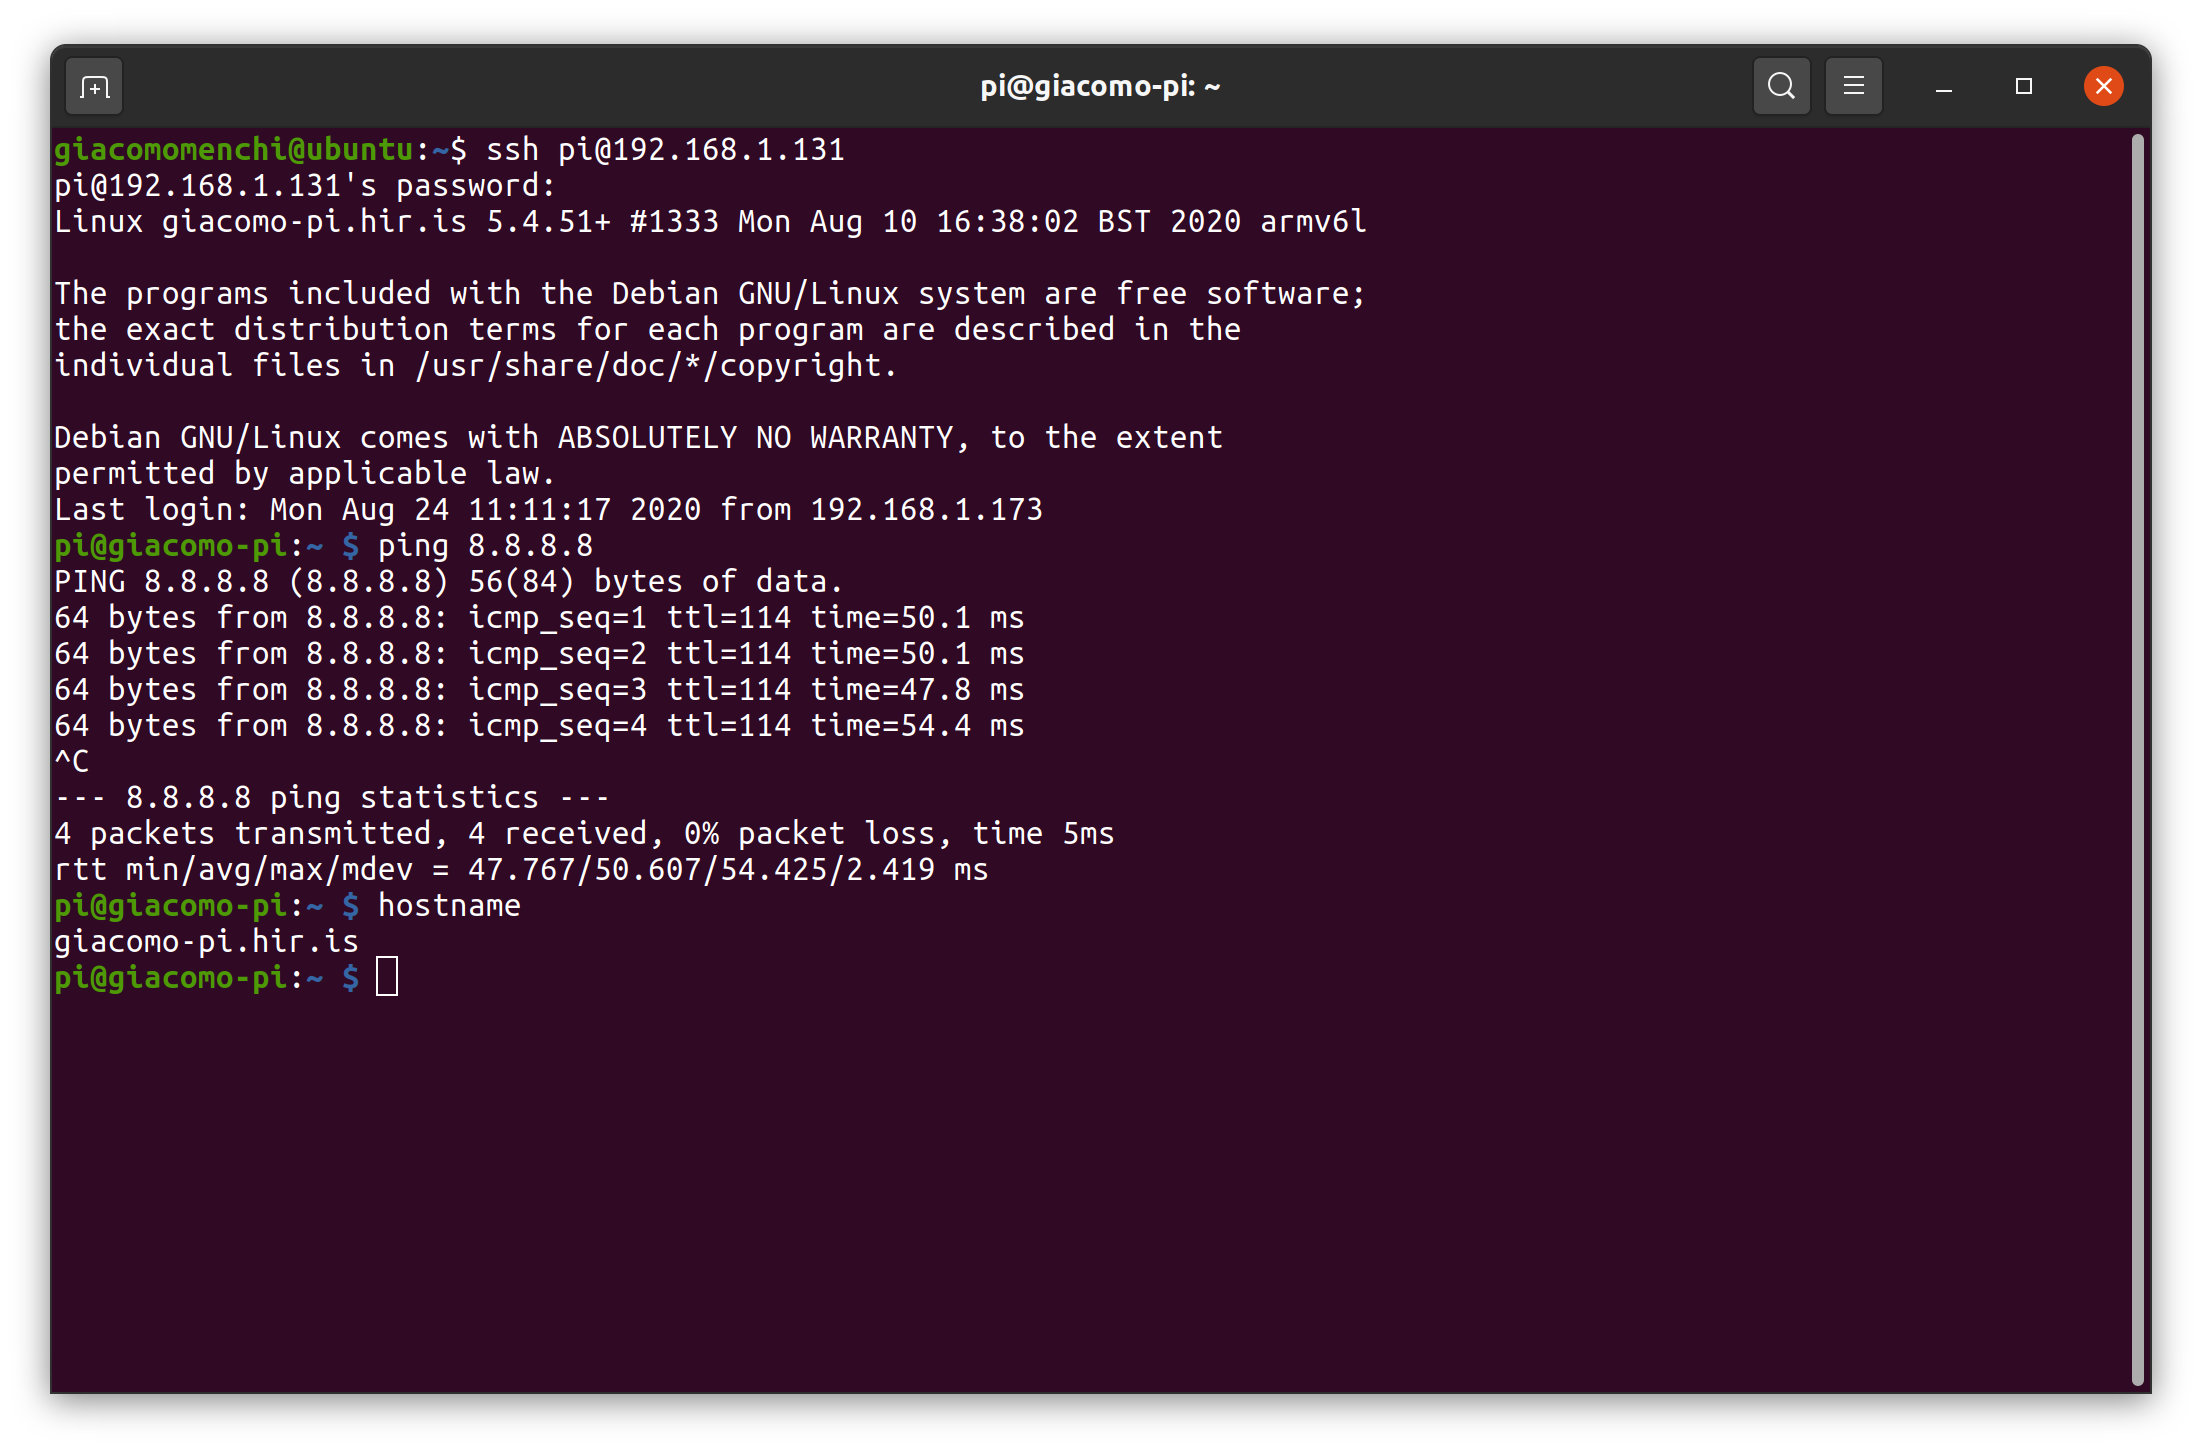 pi@giacomo-pi: ~
giacomomenchi@ubuntu:~$ ssh pi@192.168.1.131
pi@192.168.1.131's password:
Linux giacomo-pi.hir.is 5.4.51+ #1333 Mon Aug 10 16:38:02 BST 2020 armv6l

The programs included with the Debian GNU/Linux system are free software;
the exact distribution terms for each program are described in the
individual files in /usr/share/doc/*/copyright.

Debian GNU/Linux comes with ABSOLUTELY NO WARRANTY, to the extent
permitted by applicable law.
Last login: Mon Aug 24 11:11:17 2020 from 192.168.1.173
pi@giacomo-pi:~ $ ping 8.8.8.8
PING 8.8.8.8 (8.8.8.8) 56(84) bytes of data.
64 bytes from 8.8.8.8: icmp_seq=1 ttl=114 time=50.1 ms
64 bytes from 8.8.8.8: icmp_seq=2 ttl=114 time=50.1 ms
64 bytes from 8.8.8.8: icmp_seq=3 ttl=114 time=47.8 ms
64 bytes from 8.8.8.8: icmp_seq=4 ttl=114 time=54.4 ms
^C
--- 8.8.8.8 ping statistics ---
4 packets transmitted, 4 received, 0% packet loss, time 5ms
rtt min/avg/max/mdev = 47.767/50.607/54.425/2.419 ms
pi@giacomo-pi:~ $ hostname
giacomo-pi.hir.is
pi@giacomo-pi:~ $